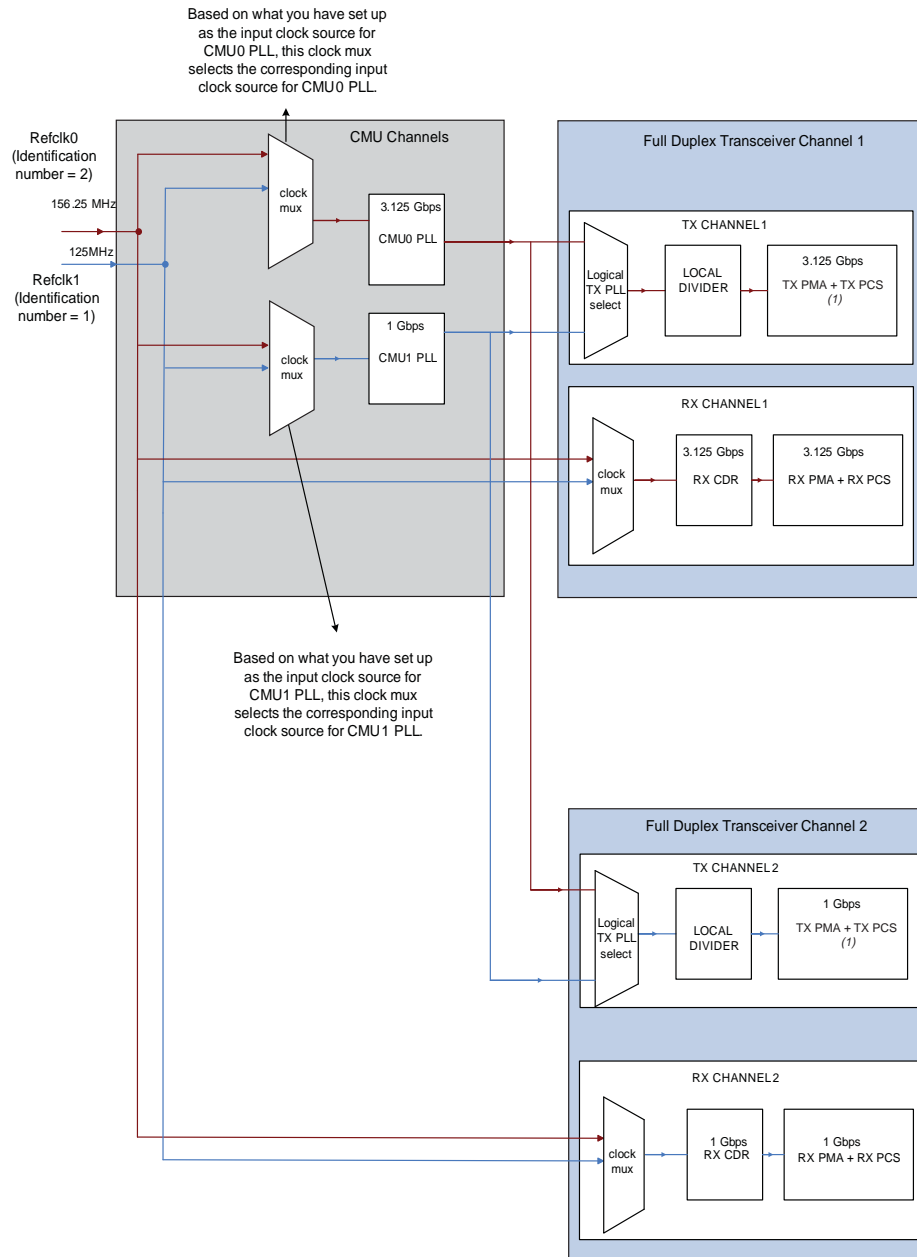 Based on what you have set up
as the input clock source for
CMU0 PLL, this clock mux
selects the corresponding input
clock source for CMU0 PLL.
Refclk0
(Identification
number = 2)
156.25 MHz
125MHz
Refclk1
(Identification
number = 1)
CMU Channels
clock
mux
3.125 Gbps
CMU0 PLL
clock
mux
1 Gbps
CMU1 PLL
Based on what you have set up
as the input clock source for
CMU1 PLL, this clock mux
selects the corresponding input
clock source for CMU1 PLL.
Full Duplex Transceiver Channel 1
TX CHANNEL1
Logical
TX PLL
select
LOCAL
DIVIDER
3.125 Gbps
TX PMA + TX PCS
(1)
RX CHANNEL1
clock
mux
3.125 Gbps
RX CDR
3.125 Gbps
RX PMA + RX PCS
Full Duplex Transceiver Channel 2
TX CHANNEL2
Logical
TX PLL
select
LOCAL
DIVIDER
1 Gbps
TX PMA + TX PCS
(1)
RX CHANNEL2
clock
mux
1 Gbps
RX CDR
1 Gbps
RX PMA + RX PCS